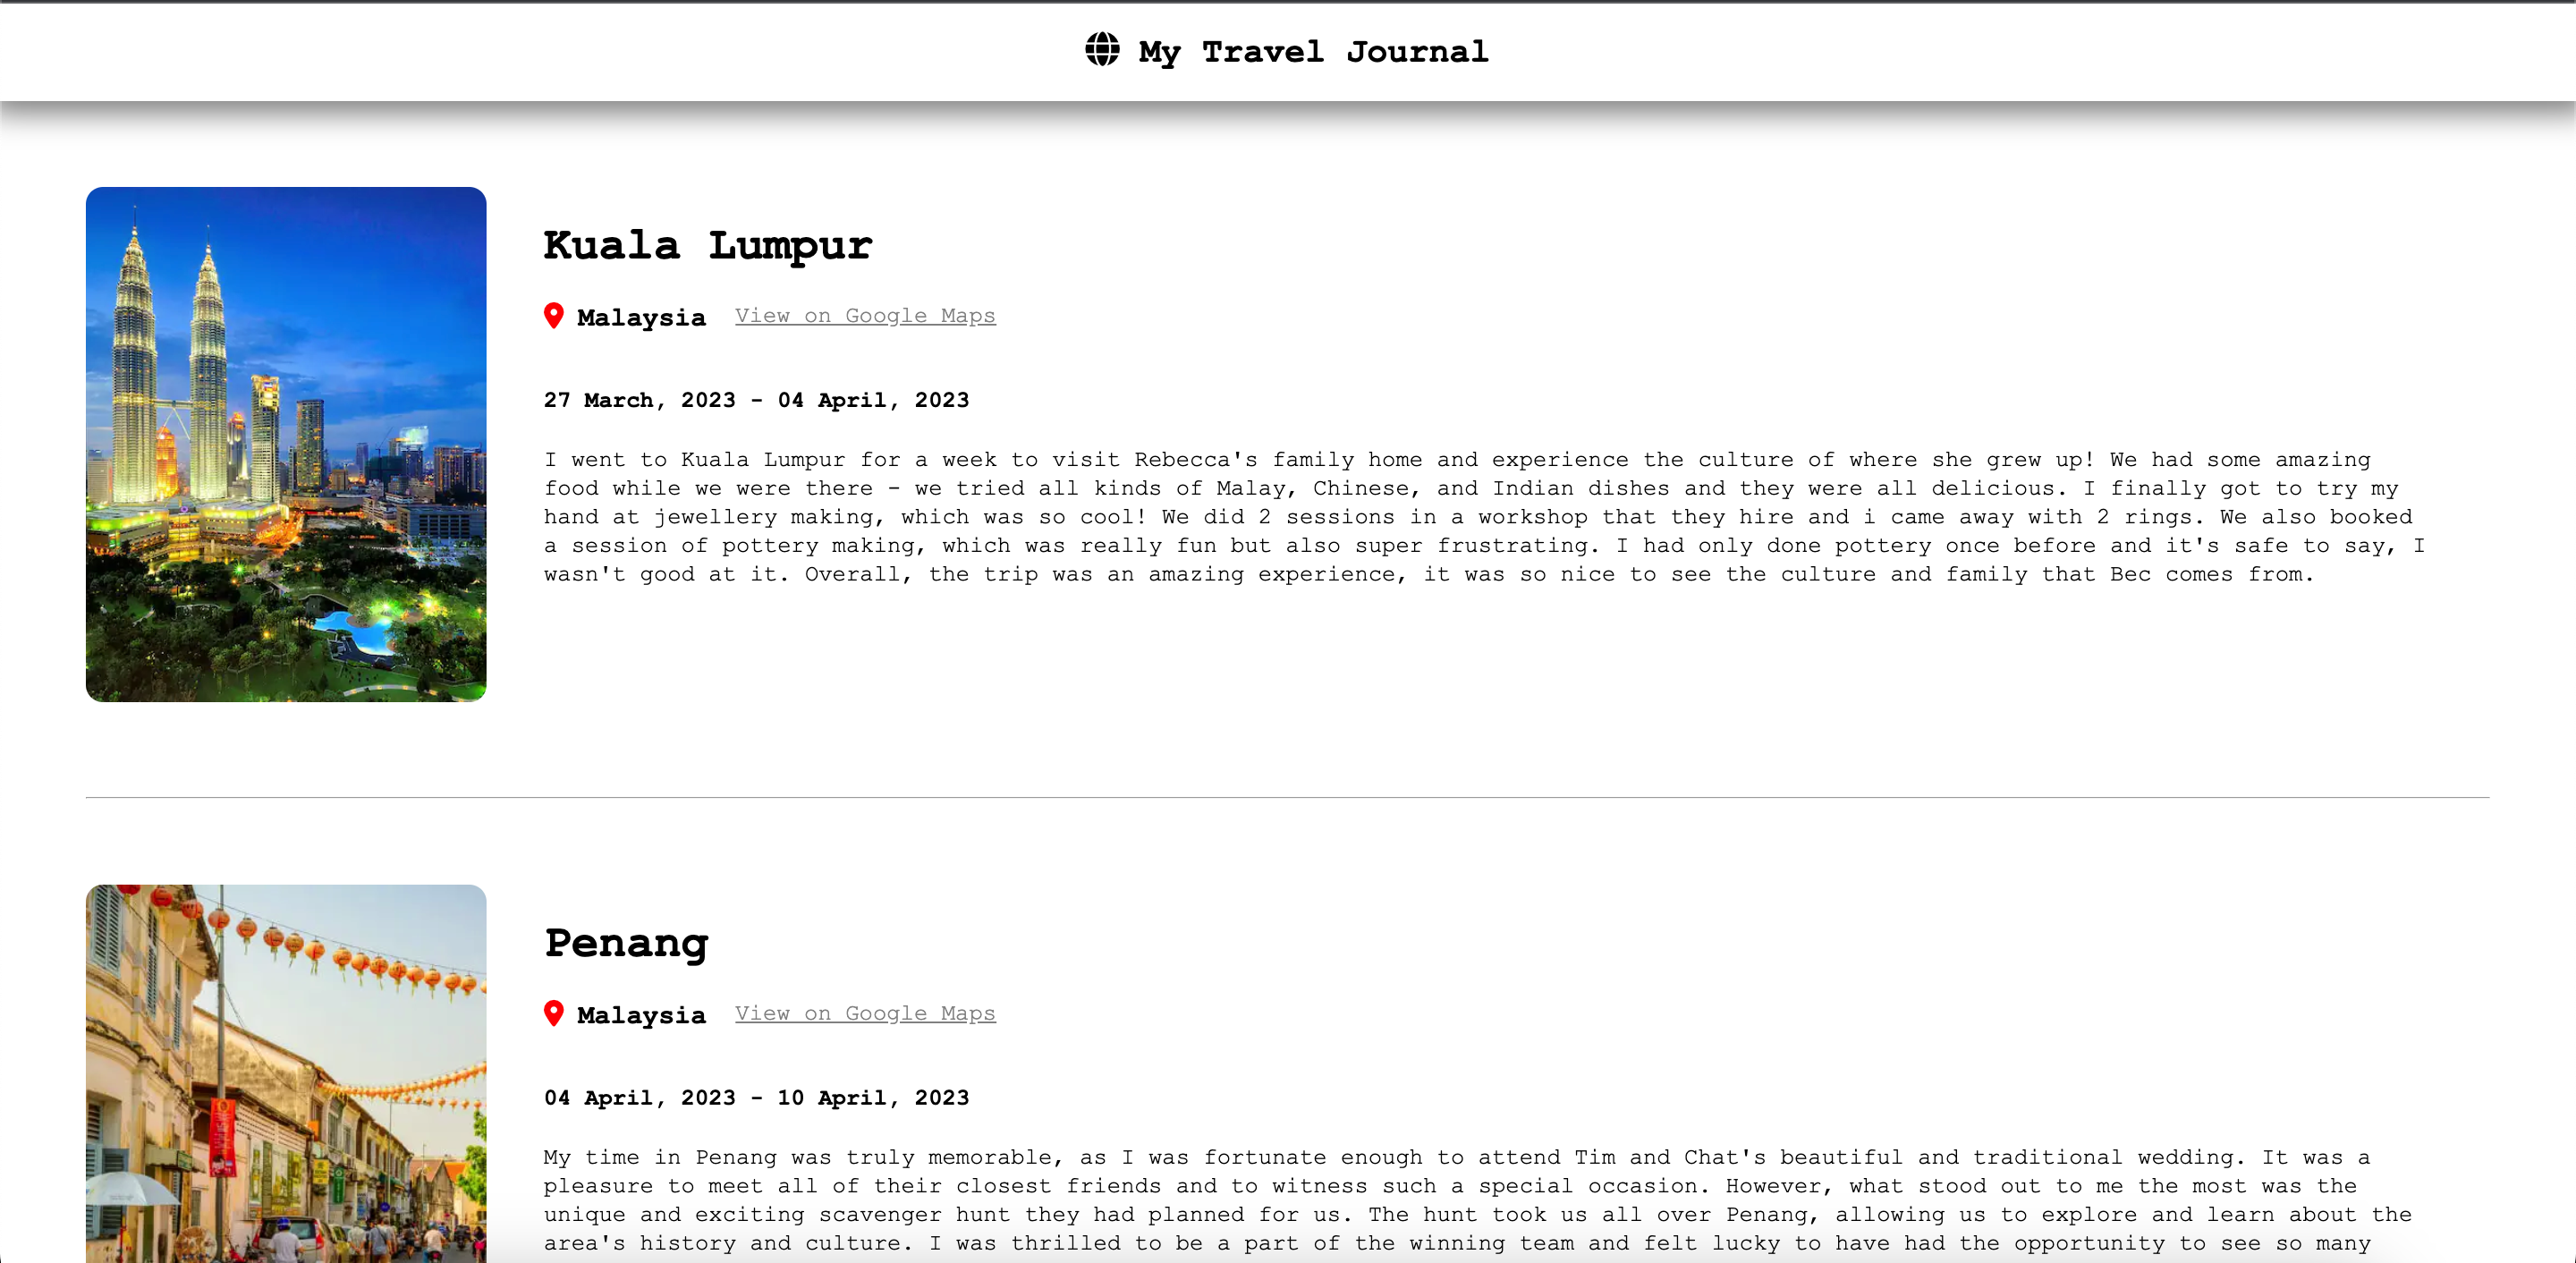 My Travel Journal
Kuala Lumpur
Malaysia View on Google Maps
27 March, 2023 - 04 April, 2023
I went to Kuala Lumpur for a week to visit Rebecca's family home and experience the culture of where she grew up! We had some amazing
food while we were there - we tried all kinds of Malay, Chinese, and Indian dishes and they were all delicious. I finally got to try my
hand at jewellery making, which was so cool! We did 2 sessions in a workshop that they hire and i came away with 2 rings. We also booked
a session of pottery making, which was really fun but also super frustrating. I had only done pottery once before and it's safe to say, I
wasn't good at it. Overall, the trip was an amazing experience, it was so nice to see the culture and family that Bec comes from.
Penang
Malaysia View on Google Maps
04 April, 2023 - 10 April, 2023
My time in Penang was truly memorable, as I was fortunate enough to attend Tim and Chat's beautiful and traditional wedding. It was a
pleasure to meet all of their closest friends and to witness such a special occasion. However, what stood out to me the most was the
unique and exciting scavenger hunt they had planned for us. The hunt took us all over Penang, allowing us to explore and learn about the
area's history and culture. I was thrilled to be a part of the winning team and felt lucky to have had the opportunity to see so many